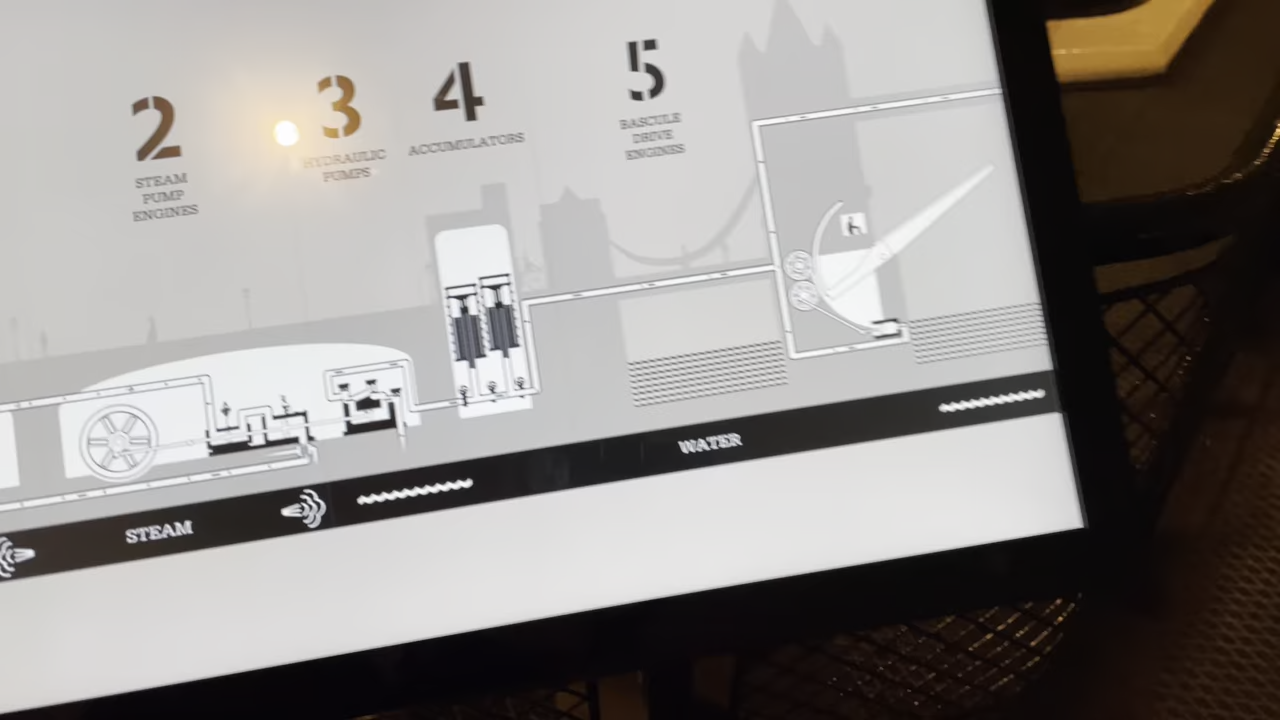 2
STEAM
PUMP
ENGINES
3
HYDRAULIC
PUMPS
4
ACCUMULATORS
5
BASCULE
DRIVE
ENGINES
STEAM
WATER